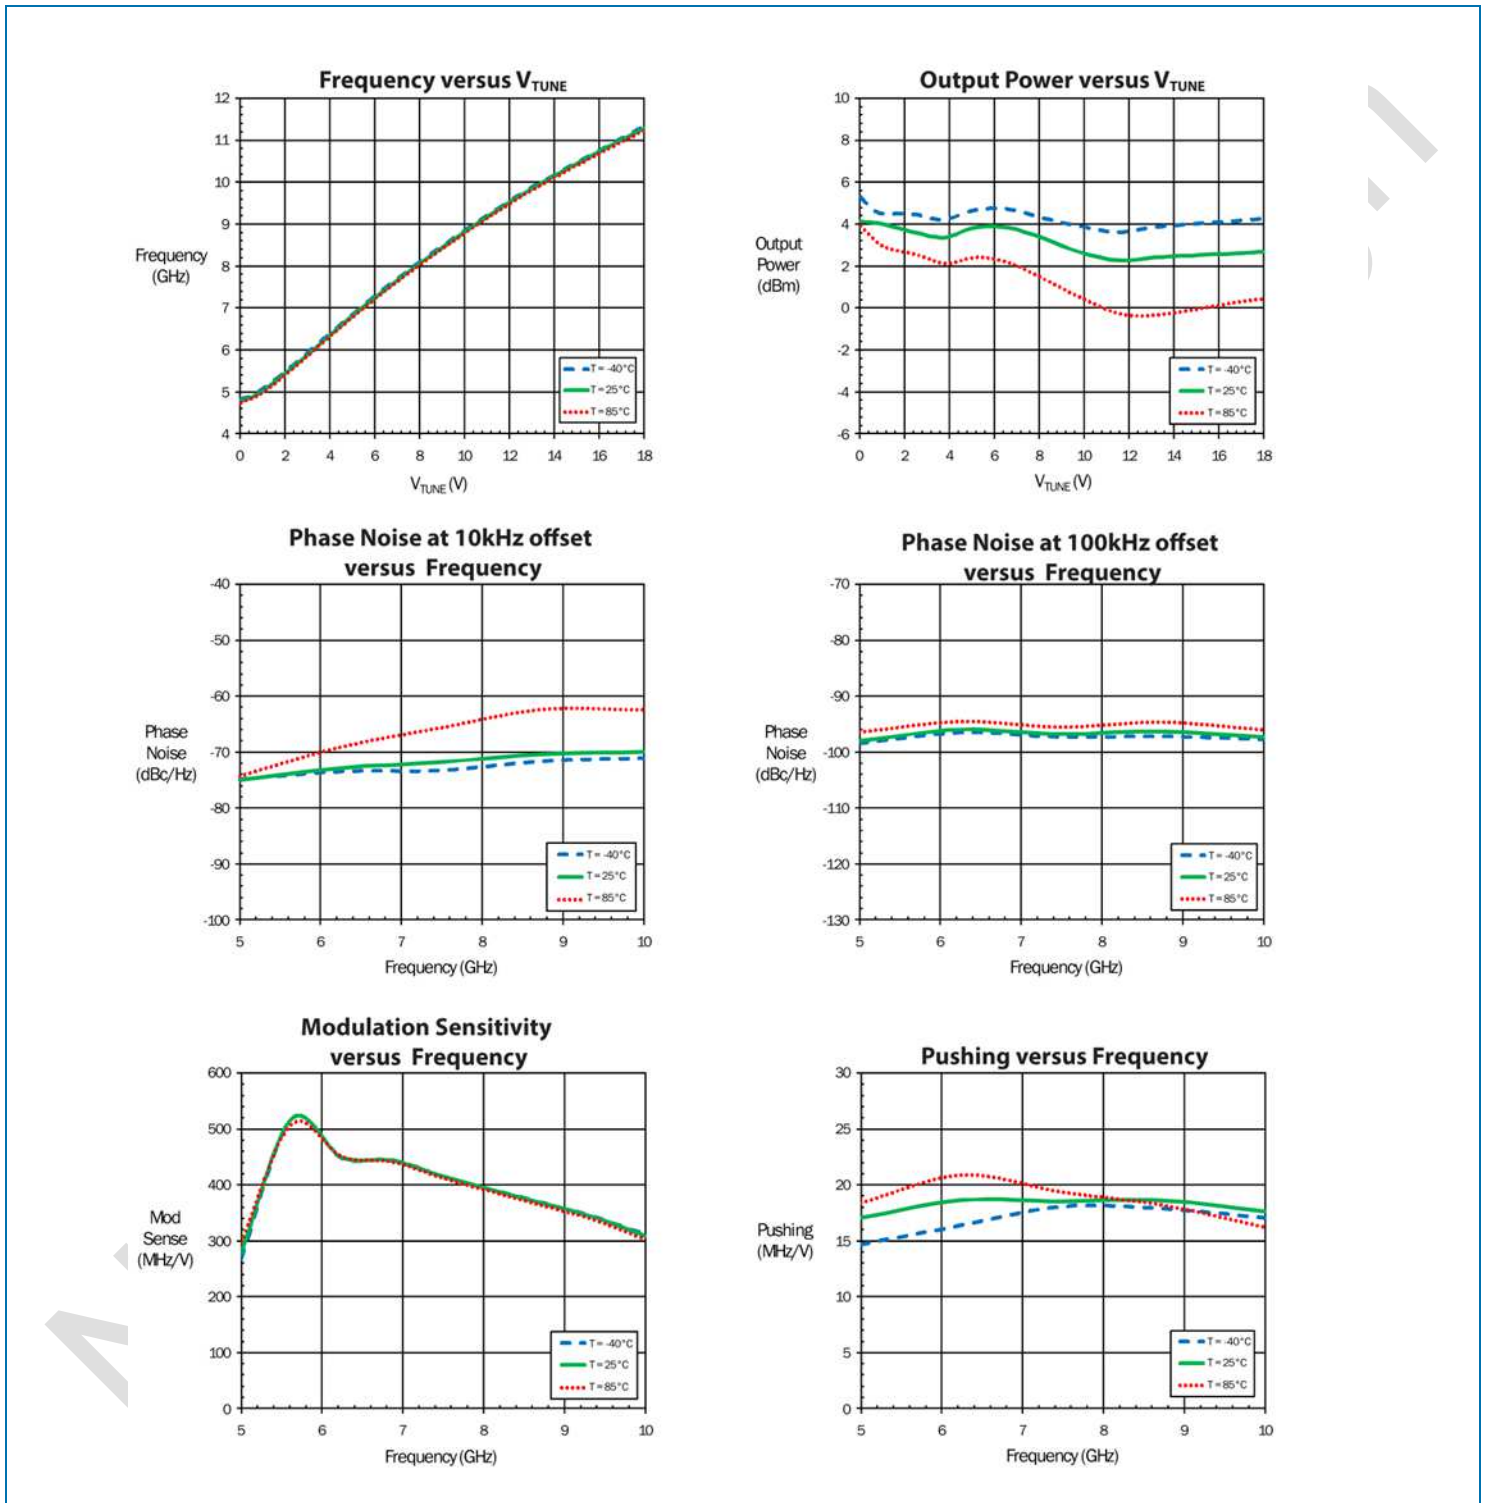 Frequency versus VTUNE
12
11
10
9
8
7
6
5
4
Frequency
(GHz)
T = -40°C
T = 25°C
T = 85°C
0 2 4 6 8 10 12 14 16 18
VTUNE (V)
Output Power versus VTUNE
10
8
6
4
2
0
-2
-4
-6
Output
Power
(dBm)
T = -40°C
T = 25°C
T = 85°C
0 2 4 6 8 10 12 14 16 18
VTUNE (V)
Phase Noise at 10kHz offset
versus Frequency
-40
-50
-60
-70
-80
-90
-100
Phase
Noise
(dBc/Hz)
T = -40°C
T = 25°C
T = 85°C
5 6 7 8 9 10
Frequency (GHz)
Phase Noise at 100kHz offset
versus Frequency
-70
-80
-90
-100
-110
-120
-130
Phase
Noise
(dBc/Hz)
T = -40°C
T = 25°C
T = 85°C
5 6 7 8 9 10
Frequency (GHz)
Modulation Sensitivity
versus Frequency
600
500
400
300
200
100
0
Mod
Sense
(MHz/V)
T = -40°C
T = 25°C
T = 85°C
5 6 7 8 9 10
Frequency (GHz)
Pushing versus Frequency
30
25
20
15
10
5
0
Pushing
(MHz/V)
T = -40°C
T = 25°C
T = 85°C
5 6 7 8 9 10
Frequency (GHz)